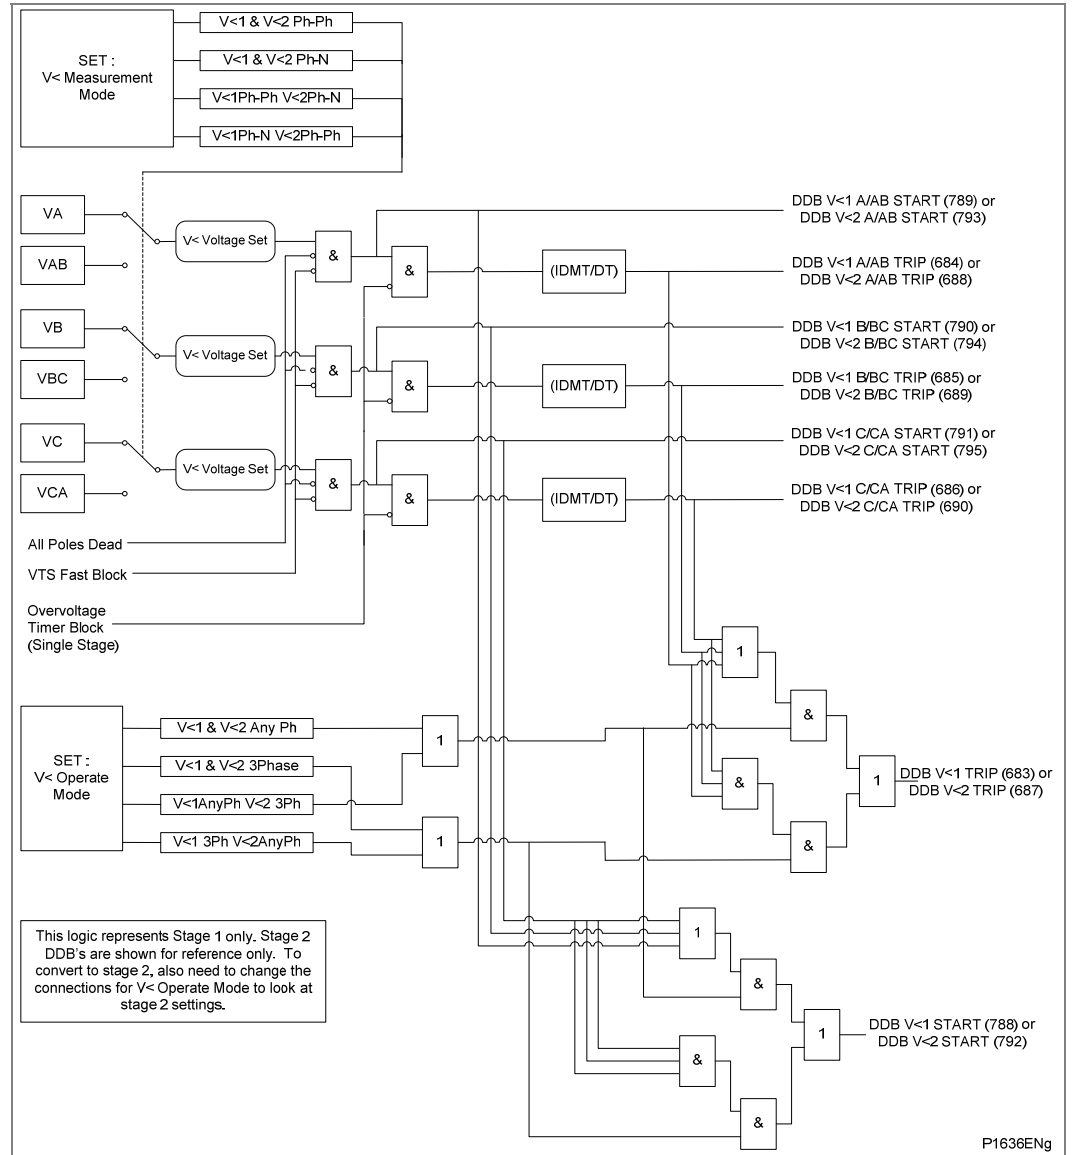 SET :
V< Measurement
Mode
V<1 & V<2 Ph-Ph
V<1 & V<2 Ph-N
V<1Ph-Ph V<2Ph-N
V<1Ph-N V<2Ph-Ph
VA
VAB
VB
VBC
VC
VCA
V< Voltage Set
V< Voltage Set
V< Voltage Set
&
&
&
&
&
&
(IDMT/DT)
(IDMT/DT)
(IDMT/DT)
DDB V<1 A/AB START (789) or
DDB V<2 A/AB START (793)
DDB V<1 A/AB TRIP (684) or
DDB V<2 A/AB TRIP (688)
DDB V<1 B/BC START (790) or
DDB V<2 B/BC START (794)
DDB V<1 B/BC TRIP (685) or
DDB V<2 B/BC TRIP (689)
DDB V<1 C/CA START (791) or
DDB V<2 C/CA START (795)
DDB V<1 C/CA TRIP (686) or
DDB V<2 C/CA TRIP (690)
All Poles Dead
VTS Fast Block
Overvoltage
Timer Block
(Single Stage)
SET :
V< Operate
Mode
V<1 & V<2 Any Ph
V<1 & V<2 3Phase
V<1AnyPh V<2 3Ph
V<1 3Ph V<2AnyPh
1
1
1
&
&
&
1
DDB V<1 TRIP (683) or
DDB V<2 TRIP (687)
This logic represents Stage 1 only. Stage 2
DDB's are shown for reference only. To
convert to stage 2, also need to change the
connections for V< Operate Mode to look at
stage 2 settings.
1
&
&
&
1
DDB V<1 START (788) or
DDB V<2 START (792)
P1636ENg